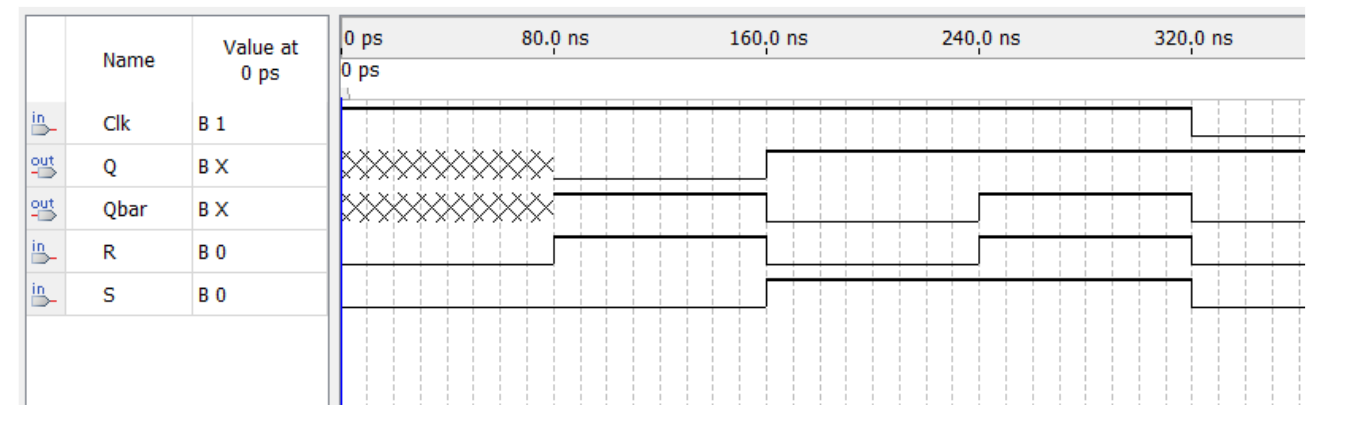 Name Value at 0 ps
0 ps 80.0 ns 160.0 ns 240.0 ns 320.0 ns
0 ps
in Clk B 1
out Q B X
out Qbar B X
in R B 0
in S B 0